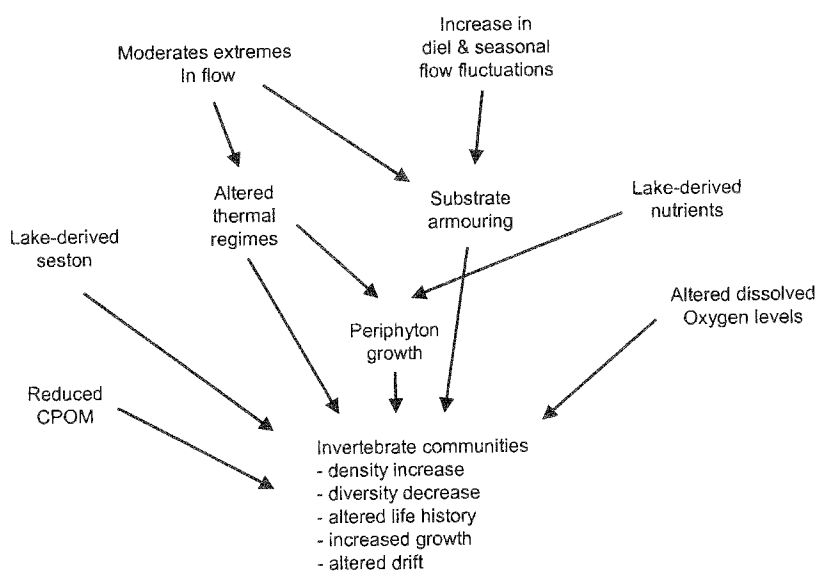 Increase in
diel & seasonal
flow fluctuations
Moderates extremes
In flow
Altered
thermal
regimes
Substrate
armouring
Lake-derived
nutrients
Lake-derived
seston
Altered dissolved
Oxygen levels
Periphyton
growth
Reduced
CPOM
Invertebrate communities
- density increase
- diversity decrease
- altered life history
- increased growth
- altered drift